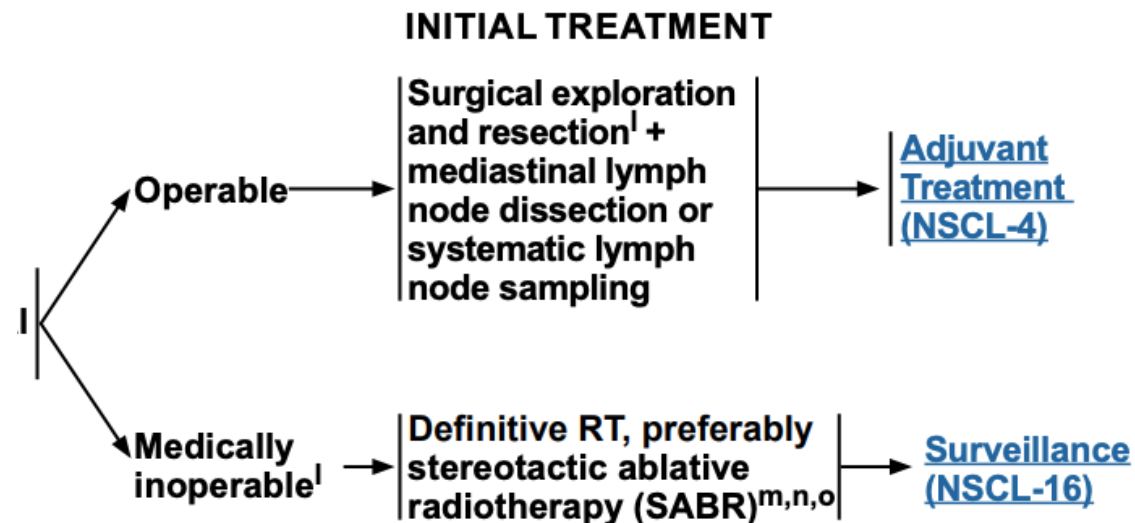 INITIAL TREATMENT
Surgical exploration
and resectionˡ +
mediastinal lymph
node dissection or
systematic lymph
node sampling
Operable
Adjuvant
Treatment
(NSCL-4)
Medically
inoperableˡ
Definitive RT, preferably
stereotactic ablative
radiotherapy (SABR)ᵐ,ⁿ,ᵒ
Surveillance
(NSCL-16)